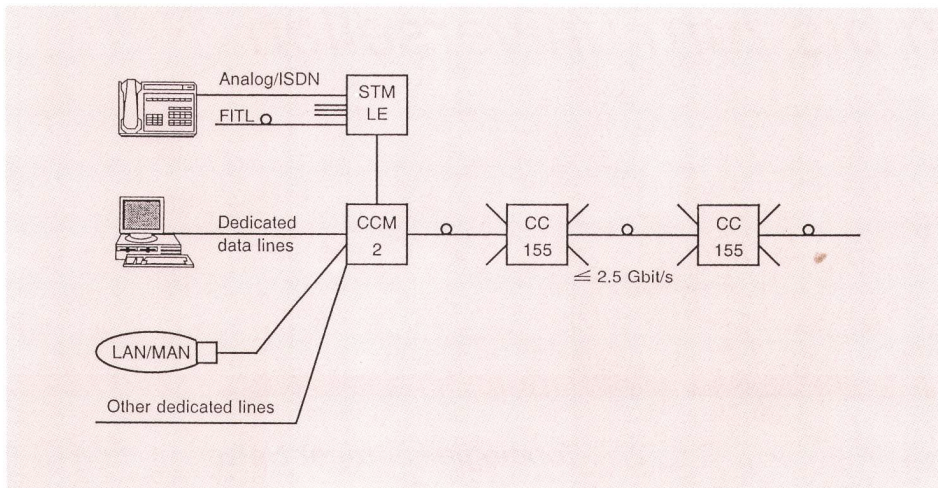 Analog/ISDN
FITL
STM
LE
Dedicated
data lines
CCM
2
CC
155
CC
155
≦ 2.5 Gbit/s
LAN/MAN
Other dedicated lines